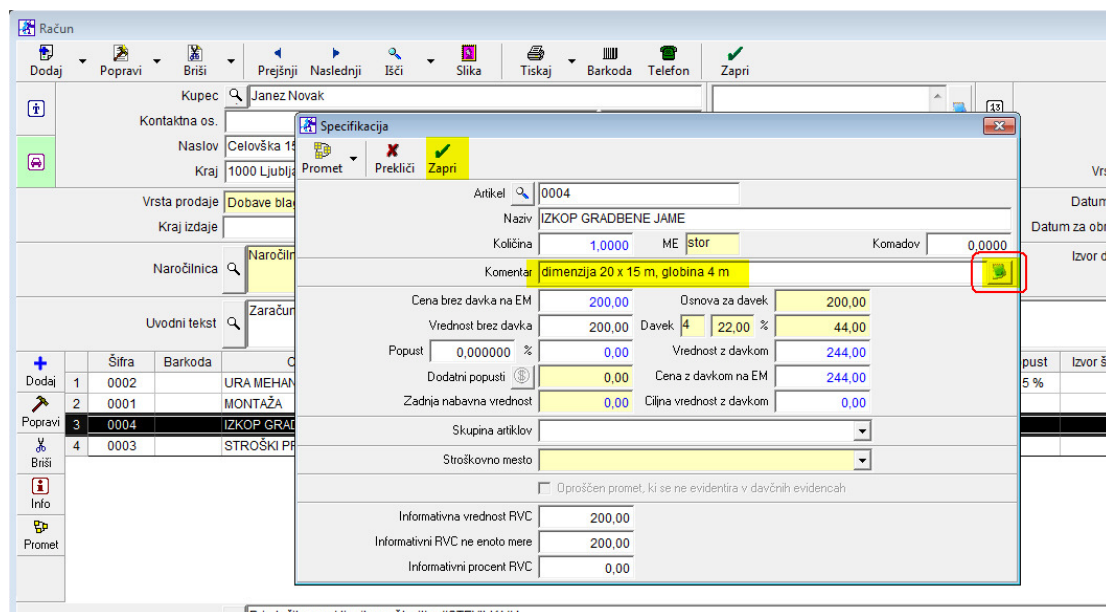 Račun
Dodaj Popravi Briši Prejšnji Naslednji Išči Slika Tiskaj Barkoda Telefon Zapri
Kupec Janez Novak
13
Kontaktna os.
Naslov Celovška 15
Kraj 1000 Ljublja
Vrsta prodaje Dobave blag
Datum
Kraj izdaje
Datum za obr
Naročilnica Naročiln
Izvor d
Uvodni tekst Zaračun
Specifikacija
Promet Prekliči Zapri
Artikel 0004
Naziv IZKOP GRADBENE JAME
Količina 1,0000 ME stor Komadov 0,0000
Komentar dimenzija 20 x 15 m, globina 4 m
Cena brez davka na EM 200,00 Osnova za davek 200,00
Vrednost brez davka 200,00 Davek 4 22,00 % 44,00
Popust 0,000000 % 0,00 Vrednost z davkom 244,00
Dodatni popusti 0,00 Cena z davkom na EM 244,00
Zadnja nabavna vrednost 0,00 Ciljna vrednost z davkom 0,00
Skupina artiklov
Stroškovno mesto
Oproščen promet, ki se ne evidentira v davčnih evidencah
Informativna vrednost RVC 200,00
Informativni RVC ne enoto mere 200,00
Informativni procent RVC 0,00
Šifra Barkoda
Izvor š
Dodaj 1 0002 URA MEHAN 5 %
2 0001 MONTAŽA
Popravi 3 0004 IZKOP GRAD
4 0003 STROŠKI PR
Briši
Info
Promet